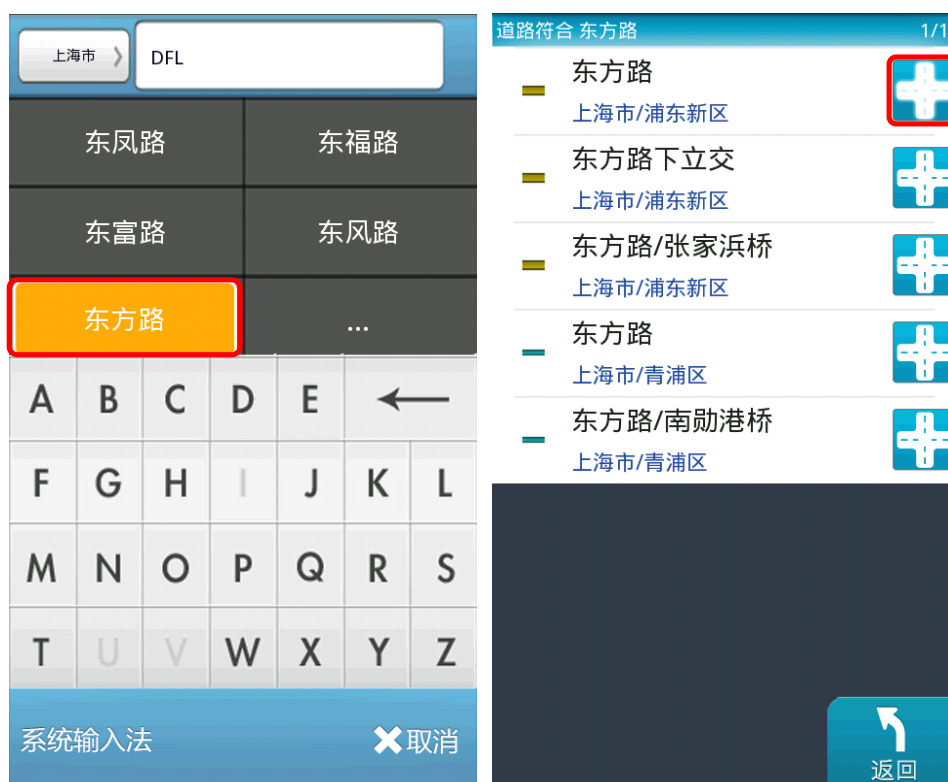 上海市 DFL
东凤路 东福路
东富路 东风路
东方路 ...
A B C D E
F G H I J K L
M N O P Q R S
T U V W X Y Z
系统输入法 取消
道路符合 东方路 1/1
东方路
上海市/浦东新区
东方路下立交
上海市/浦东新区
东方路/张家浜桥
上海市/浦东新区
东方路
上海市/青浦区
东方路/南勋港桥
上海市/青浦区
返回